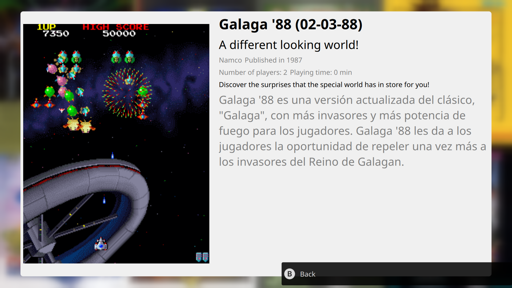 1UP HIGH SCORE
7350 50000
Galaga '88 (02-03-88)
A different looking world!
Namco Published in 1987
Number of players: 2 Playing time: 0 min
Discover the surprises that the special world has in store for you!
Galaga '88 es una versión actualizada del clásico,
"Galaga", con más invasores y más potencia de
fuego para los jugadores. Galaga '88 les da a los
jugadores la oportunidad de repeler una vez más a
los invasores del Reino de Galagan.
B Back